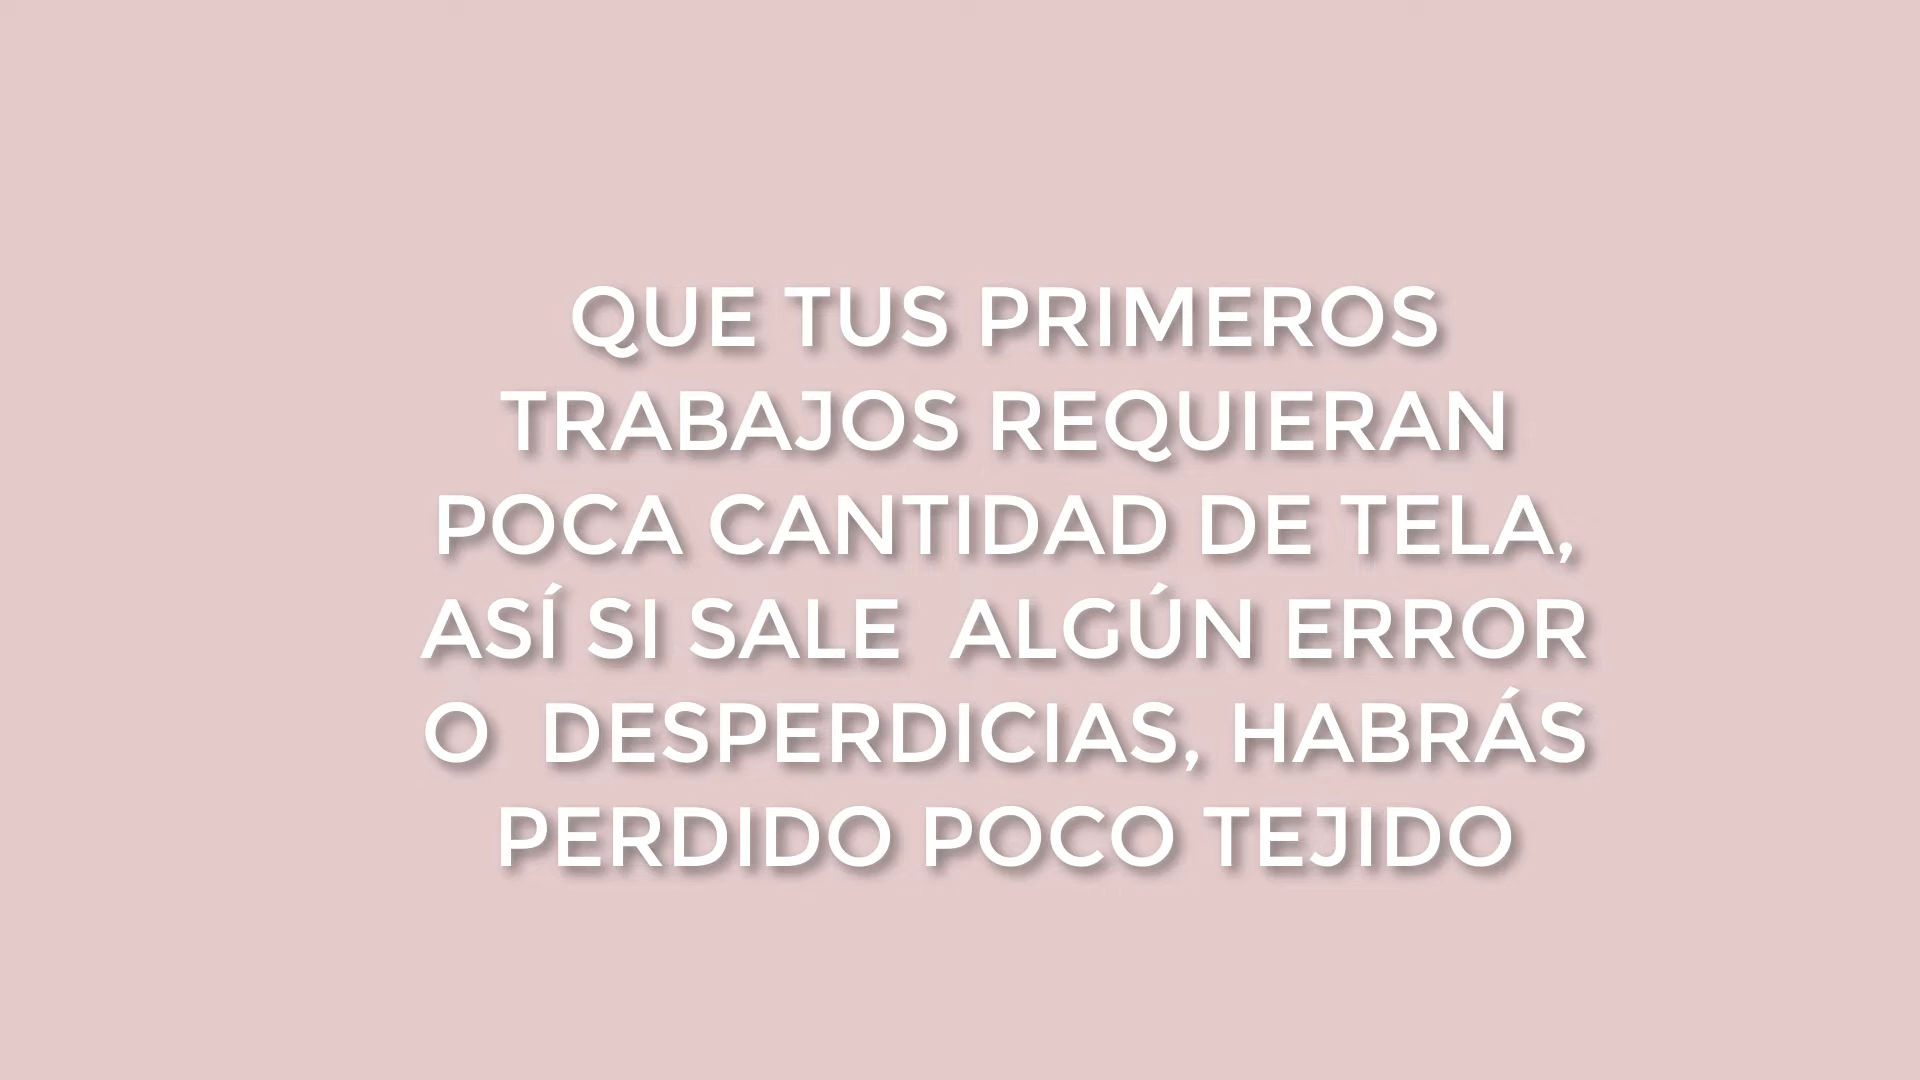 QUE TUS PRIMEROS
TRABAJOS REQUIERAN
POCA CANTIDAD DE TELA,
ASÍ SI SALE  ALGÚN ERROR
O  DESPERDICIAS, HABRÁS
PERDIDO POCO TEJIDO